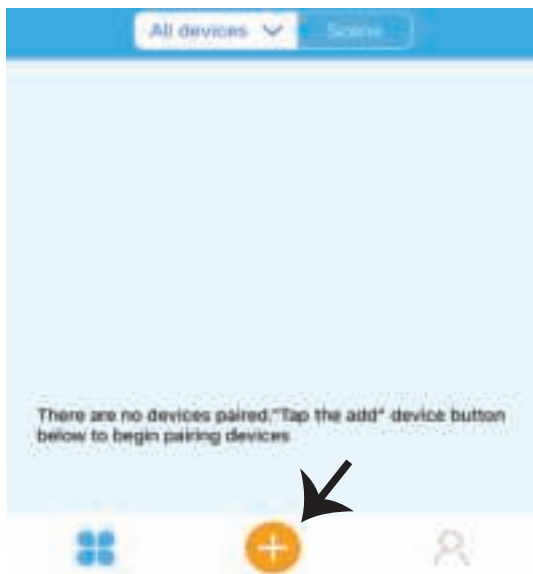 All devices Scene
There are no devices paired."Tap the add" device button
below to begin pairing devices